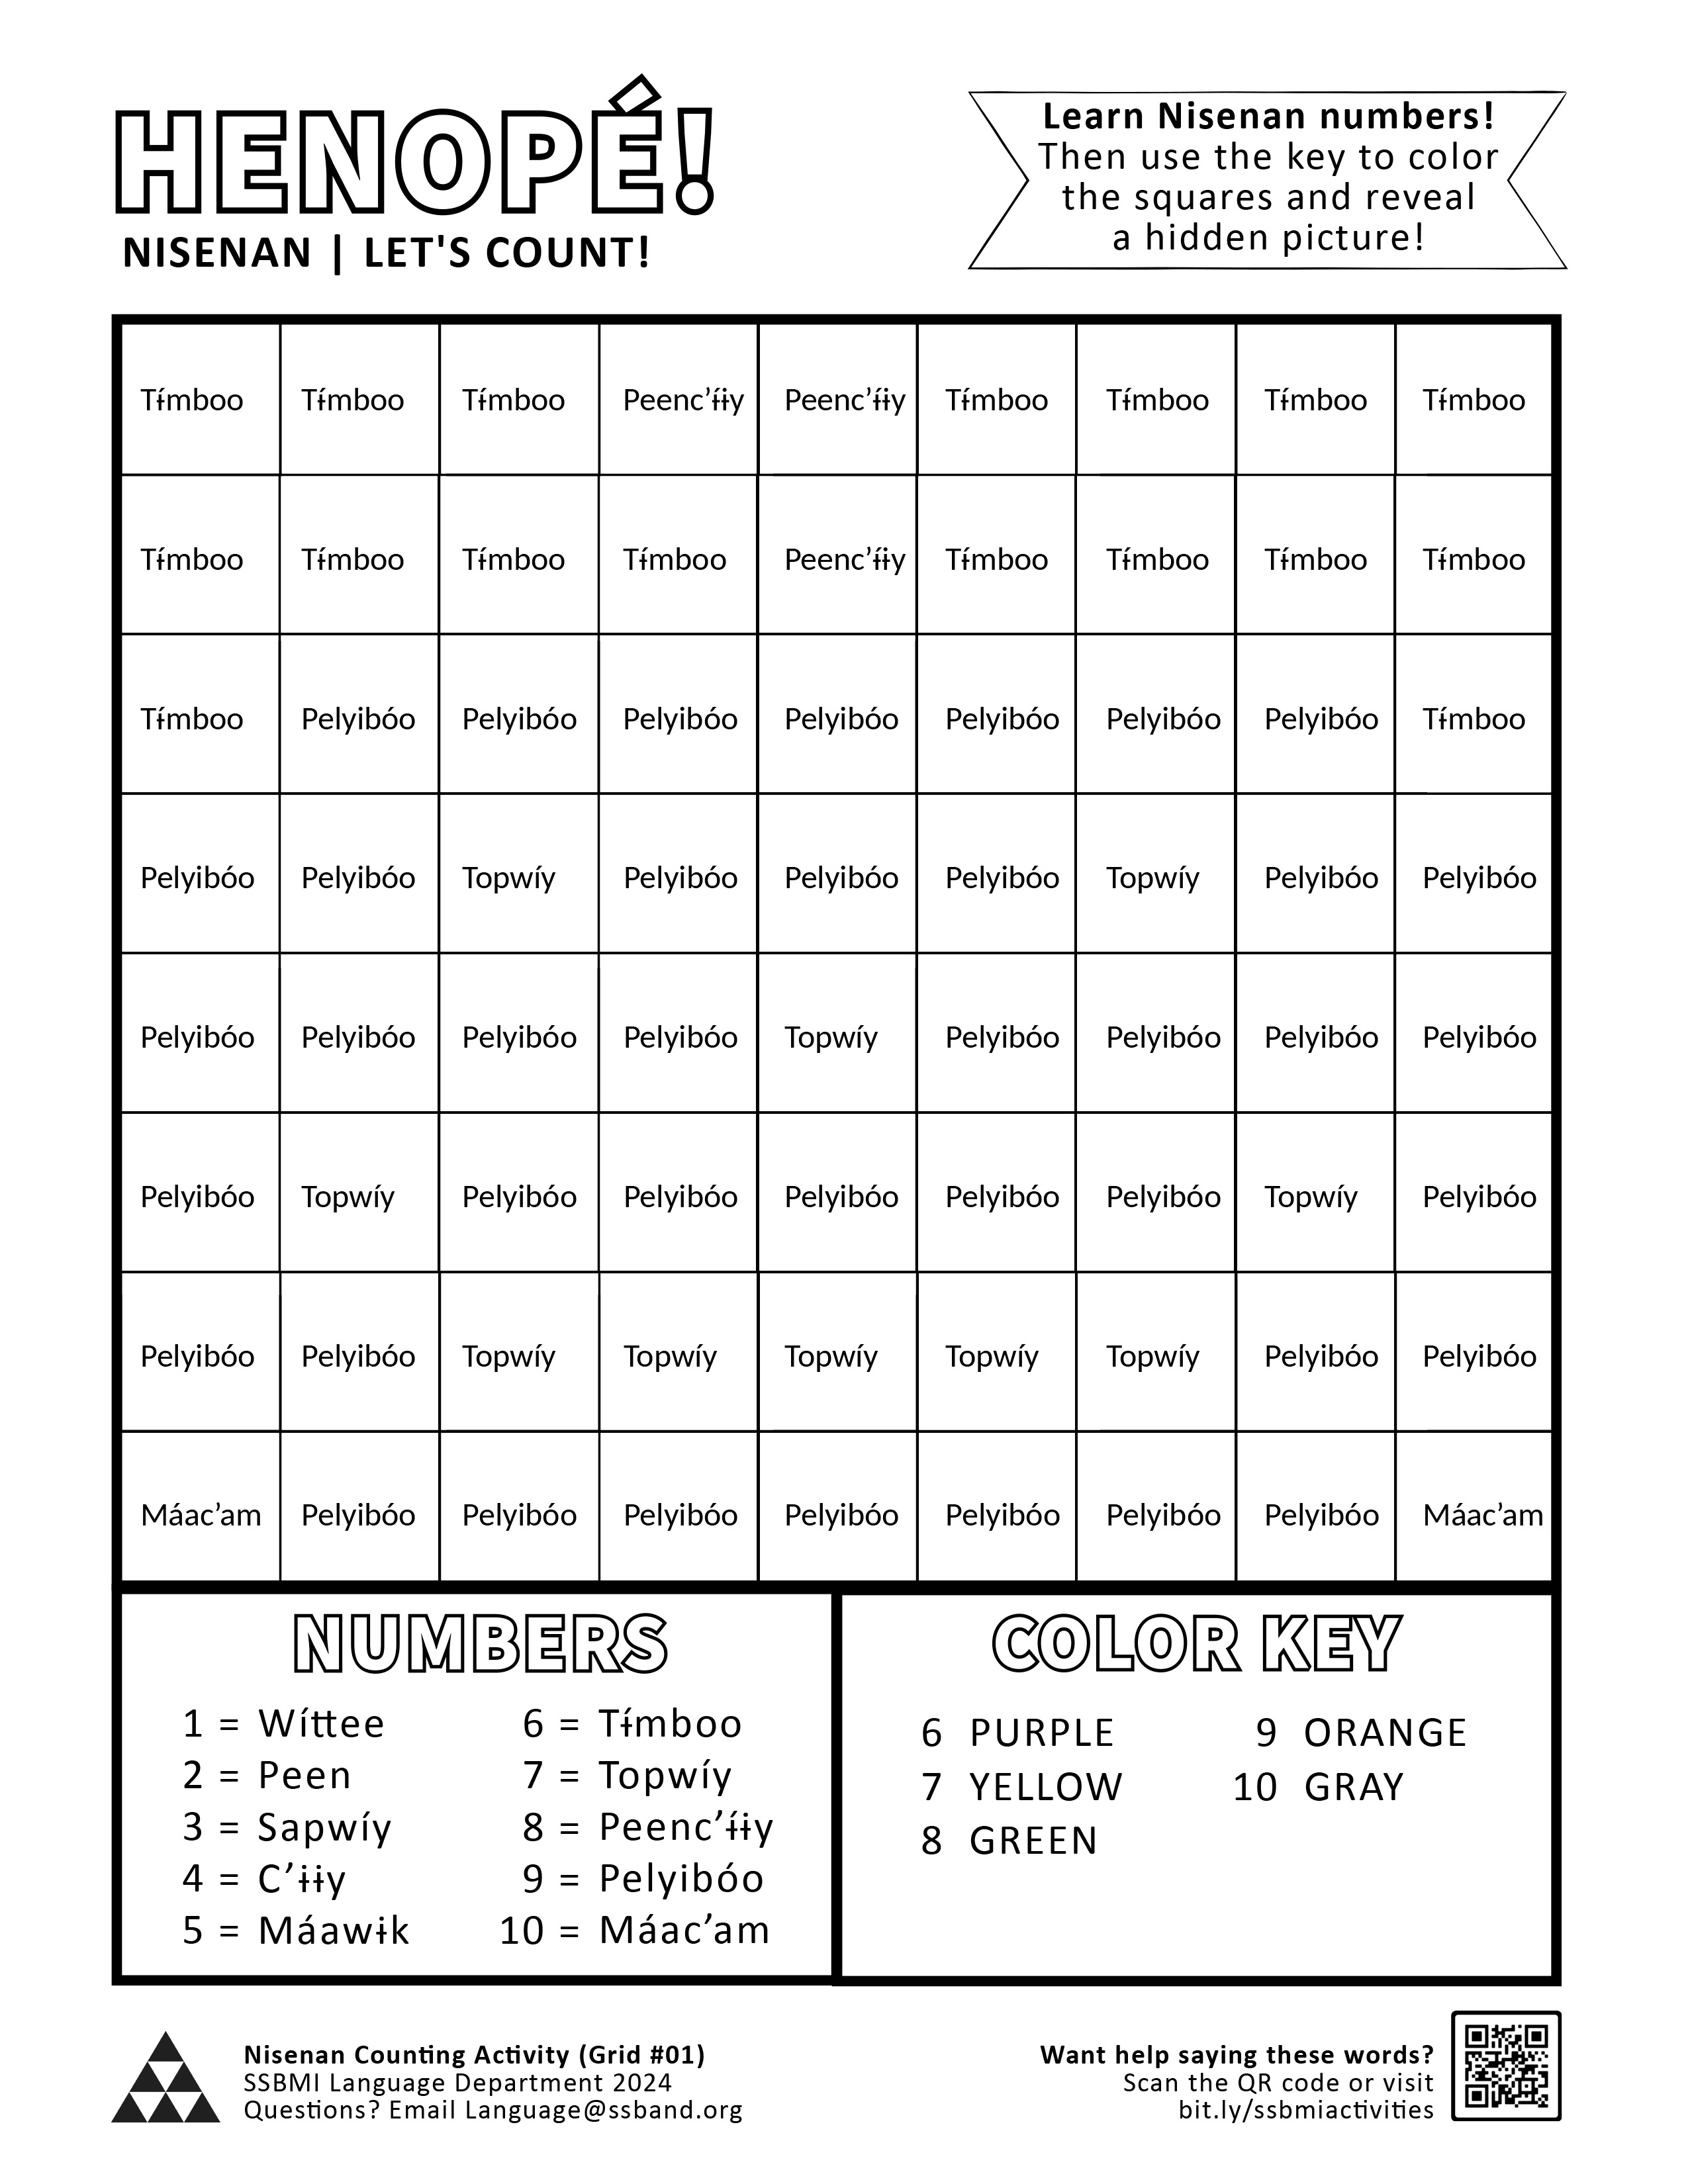 HENOPÉ!
NISENAN | LET'S COUNT!
Learn Nisenan numbers!
Then use the key to color
the squares and reveal
a hidden picture!
Tɨ́mboo Tɨ́mboo Tɨ́mboo Peenc’ɨ́ɨy Peenc’ɨ́ɨy Tɨ́mboo Tɨ́mboo Tɨ́mboo Tɨ́mboo
Tɨ́mboo Tɨ́mboo Tɨ́mboo Tɨ́mboo Peenc’ɨ́ɨy Tɨ́mboo Tɨ́mboo Tɨ́mboo Tɨ́mboo
Tɨ́mboo Pelyibóo Pelyibóo Pelyibóo Pelyibóo Pelyibóo Pelyibóo Pelyibóo Tɨ́mboo
Pelyibóo Pelyibóo Topwíy Pelyibóo Pelyibóo Pelyibóo Topwíy Pelyibóo Pelyibóo
Pelyibóo Pelyibóo Pelyibóo Pelyibóo Topwíy Pelyibóo Pelyibóo Pelyibóo Pelyibóo
Pelyibóo Topwíy Pelyibóo Pelyibóo Pelyibóo Pelyibóo Pelyibóo Topwíy Pelyibóo
Pelyibóo Pelyibóo Topwíy Topwíy Topwíy Topwíy Topwíy Pelyibóo Pelyibóo
Máac’am Pelyibóo Pelyibóo Pelyibóo Pelyibóo Pelyibóo Pelyibóo Pelyibóo Máac’am
NUMBERS
1 = Wíttee
2 = Peen
3 = Sapwíy
4 = C’ɨɨy
5 = Máawɨk
6 = Tɨ́mboo
7 = Topwíy
8 = Peenc’ɨ́ɨy
9 = Pelyibóo
10 = Máac’am
COLOR KEY
6 PURPLE
7 YELLOW
8 GREEN
9 ORANGE
10 GRAY
Nisenan Counting Activity (Grid #01)
SSBMI Language Department 2024
Questions? Email Language@ssband.org
Want help saying these words?
Scan the QR code or visit
bit.ly/ssbmiactivities